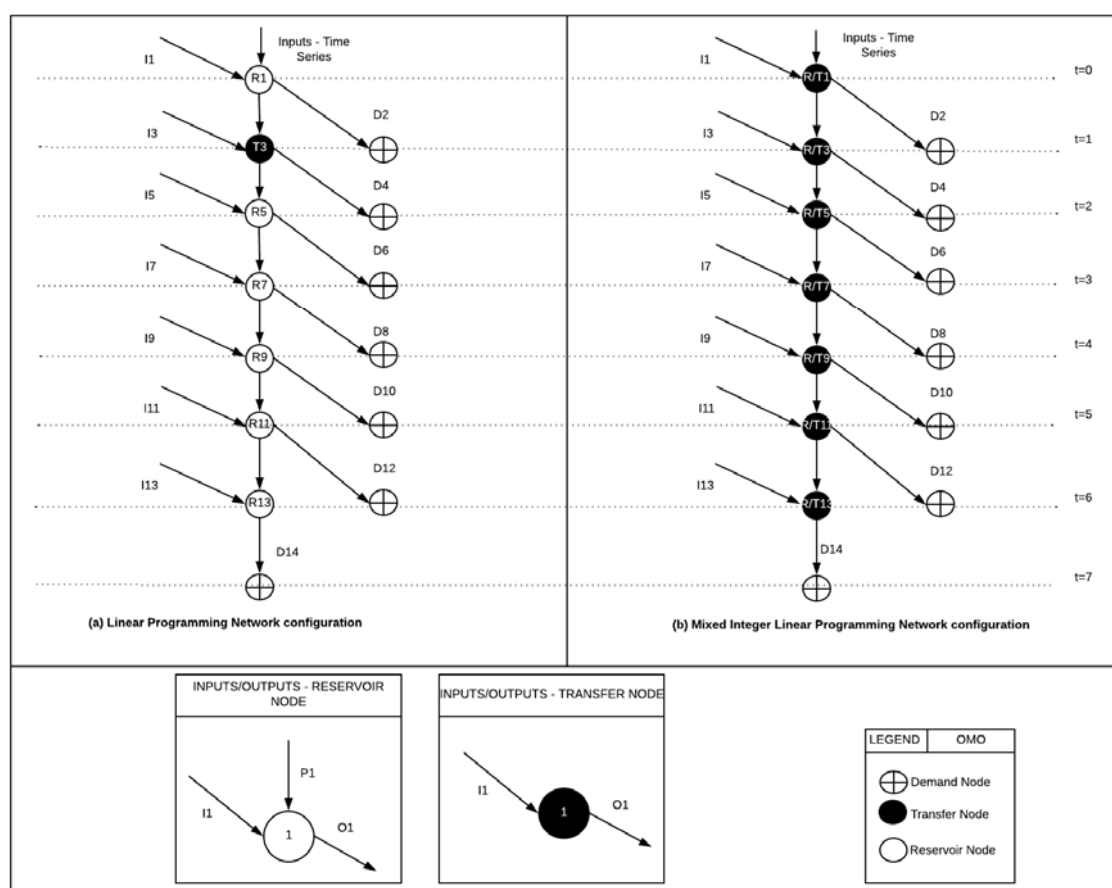 Inputs - Time
Series
I1
R1
D2
I3
T3
D4
I5
R5
D6
I7
R7
D8
I9
R9
D10
I11
R11
D12
I13
R13
D14
(a) Linear Programming Network configuration
Inputs - Time
Series
I1
R/T1
t=0
D2
I3
R/T3
t=1
D4
I5
R/T5
t=2
D6
I7
R/T7
t=3
D8
I9
R/T9
t=4
D10
I11
R/T11
t=5
D12
I13
R/T13
t=6
D14
t=7
(b) Mixed Integer Linear Programming Network configuration
INPUTS/OUTPUTS - RESERVOIR
NODE
P1
I1
1
O1
INPUTS/OUTPUTS - TRANSFER NODE
I1
1
O1
LEGEND OMO
Demand Node
Transfer Node
Reservoir Node